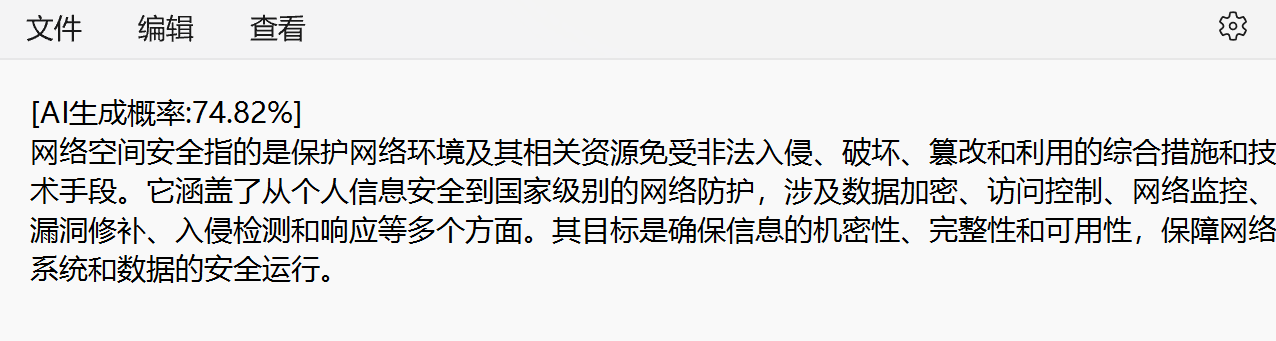 文件 编辑 查看
[AI生成概率:74.82%]
网络空间安全指的是保护网络环境及其相关资源免受非法入侵、破坏、篡改和利用的综合措施和技
术手段。它涵盖了从个人信息安全到国家级别的网络防护，涉及数据加密、访问控制、网络监控、
漏洞修补、入侵检测和响应等多个方面。其目标是确保信息的机密性、完整性和可用性，保障网络
系统和数据的安全运行。